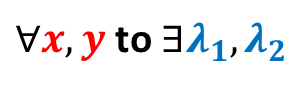 ∀x, y to ∃λ₁, λ₂